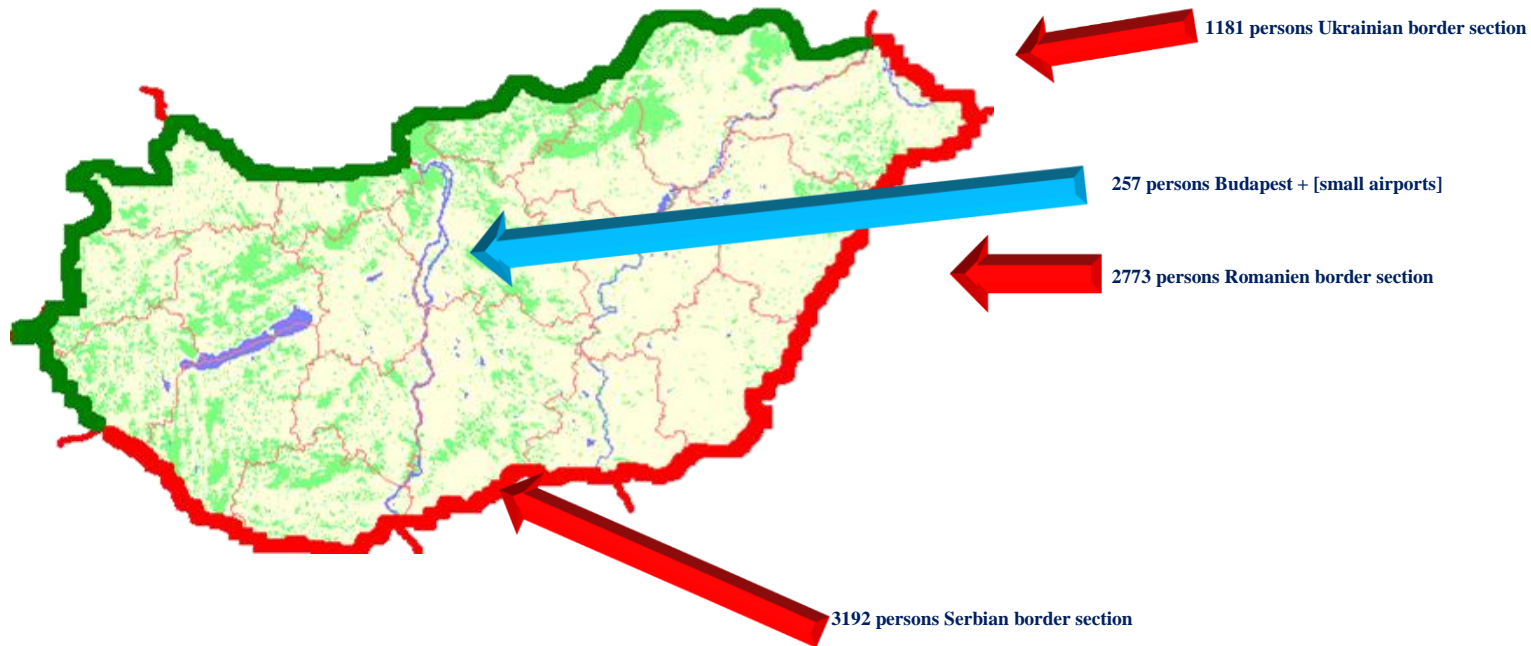 1181 persons Ukrainian border section
257 persons Budapest + [small airports]
2773 persons Romanien border section
3192 persons Serbian border section